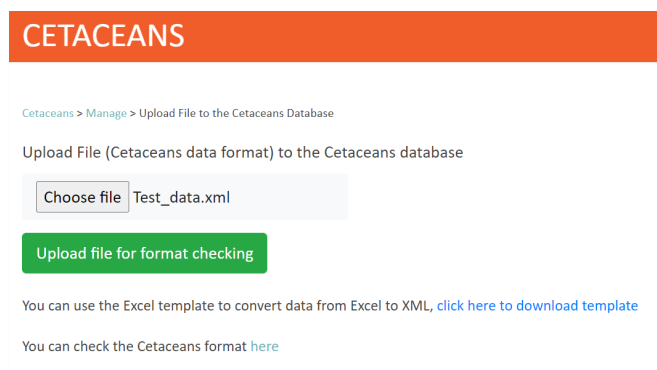 CETACEANS
Cetaceans > Manage > Upload File to the Cetaceans Database
Upload File (Cetaceans data format) to the Cetaceans database
Choose file Test_data.xml
Upload file for format checking
You can use the Excel template to convert data from Excel to XML, click here to download template
You can check the Cetaceans format here